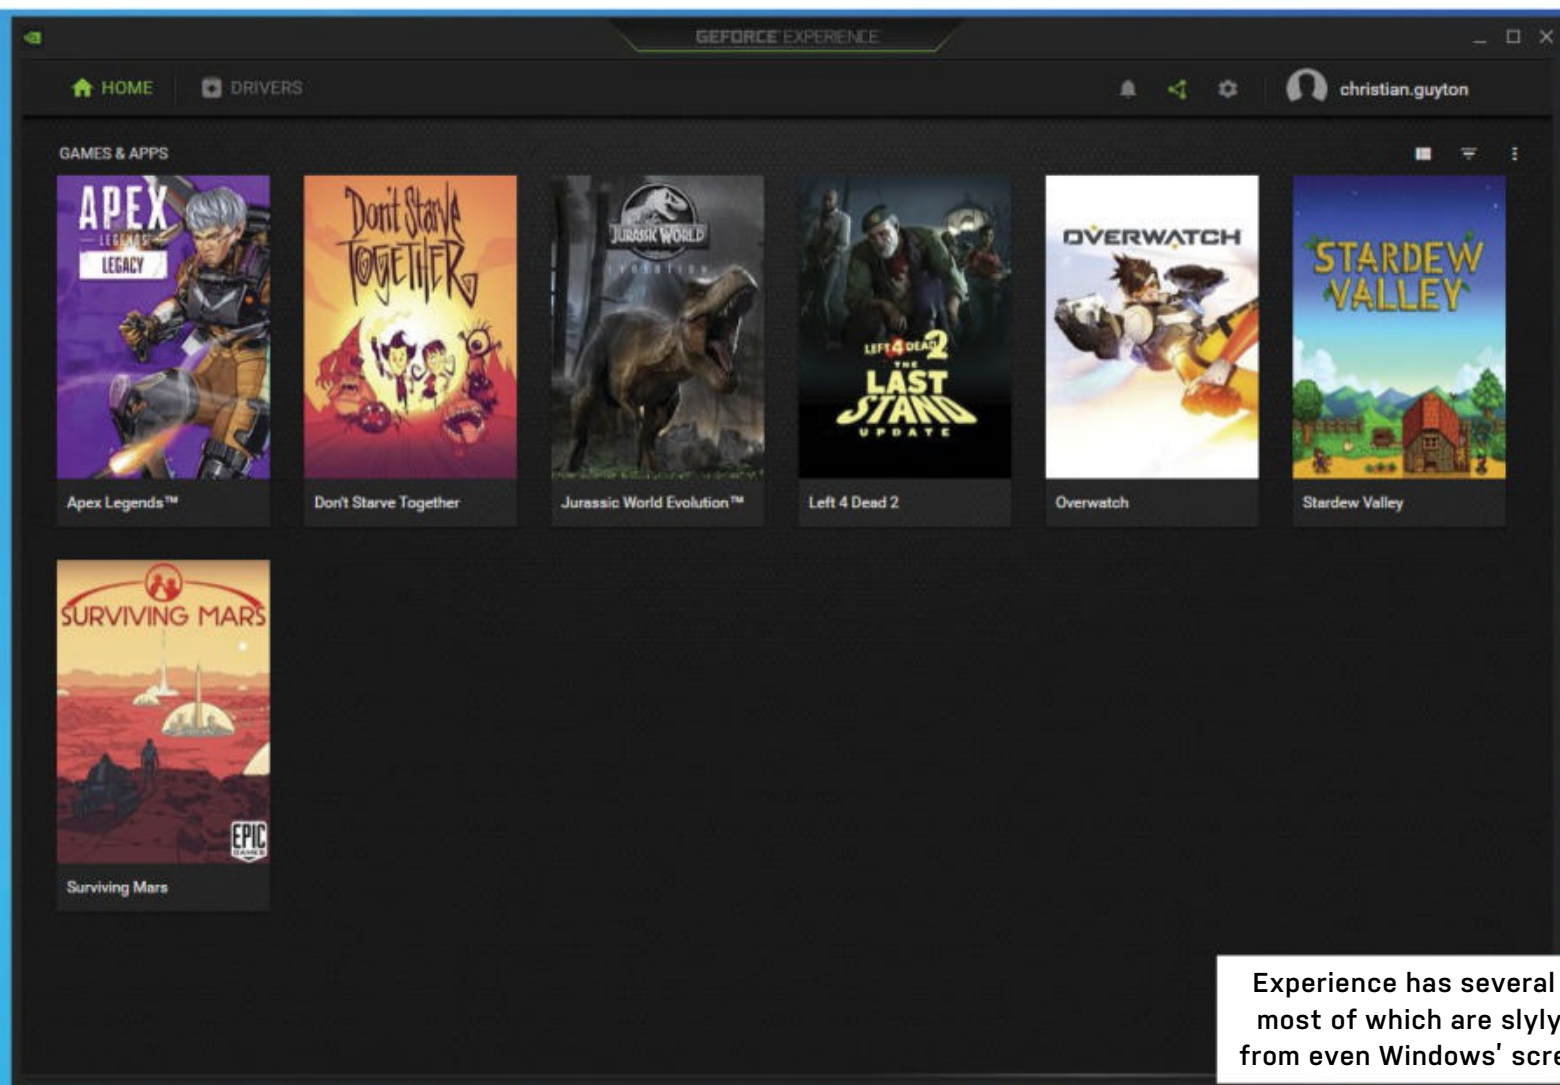 GEFORCE EXPERIENCE
HOME DRIVERS christian.guyton
GAMES & APPS
APEX
LEGENDS
LEGACY
Don't Starve
TOGETHER
JURASSIC WORLD
EVOLUTION
LEFT 4 DEAD 2
THE
LAST
STAND
UPDATE
OVERWATCH
STARDEW
VALLEY
Apex Legends™
Don't Starve Together
Jurassic World Evolution™
Left 4 Dead 2
Overwatch
Stardew Valley
SURVIVING MARS
EPIC
GAMES
Surviving Mars
Experience has several
most of which are slyly
from even Windows' scre